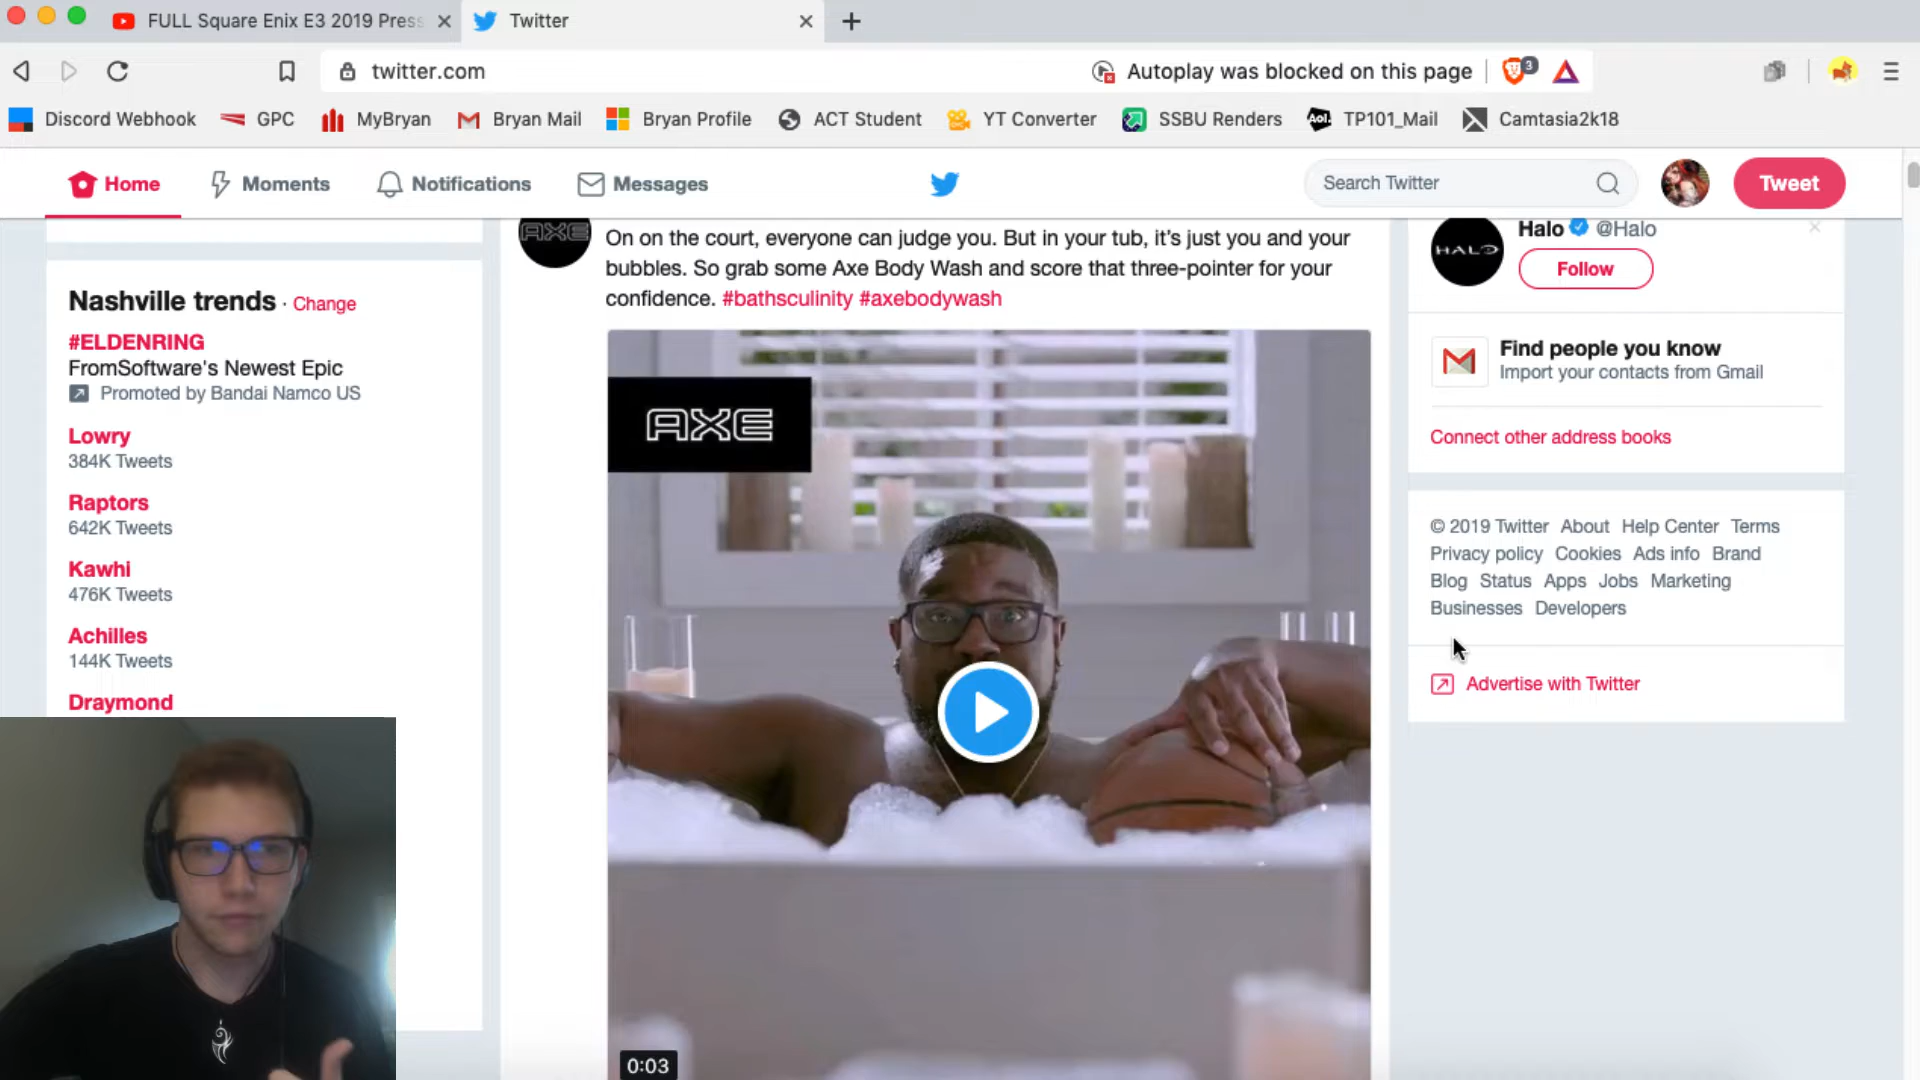 FULL Square Enix E3 2019 Press
Twitter
twitter.com
Autoplay was blocked on this page
3
Discord Webhook
GPC
MyBryan
Bryan Mail
Bryan Profile
ACT Student
YT Converter
SSBU Renders
Aol.
TP101_Mail
Camtasia2k18
Home
Moments
Notifications
Messages
Search Twitter
Tweet
Nashville trends · Change
#ELDENRING
FromSoftware's Newest Epic
Promoted by Bandai Namco US
Lowry
384K Tweets
Raptors
642K Tweets
Kawhi
476K Tweets
Achilles
144K Tweets
Draymond
AXE
On on the court, everyone can judge you. But in your tub, it's just you and your
bubbles. So grab some Axe Body Wash and score that three-pointer for your
confidence. #bathsculinity #axebodywash
AXE
0:03
HALO
Halo @Halo
Follow
Find people you know
Import your contacts from Gmail
Connect other address books
© 2019 Twitter About Help Center Terms
Privacy policy Cookies Ads info Brand
Blog Status Apps Jobs Marketing
Businesses Developers
Advertise with Twitter